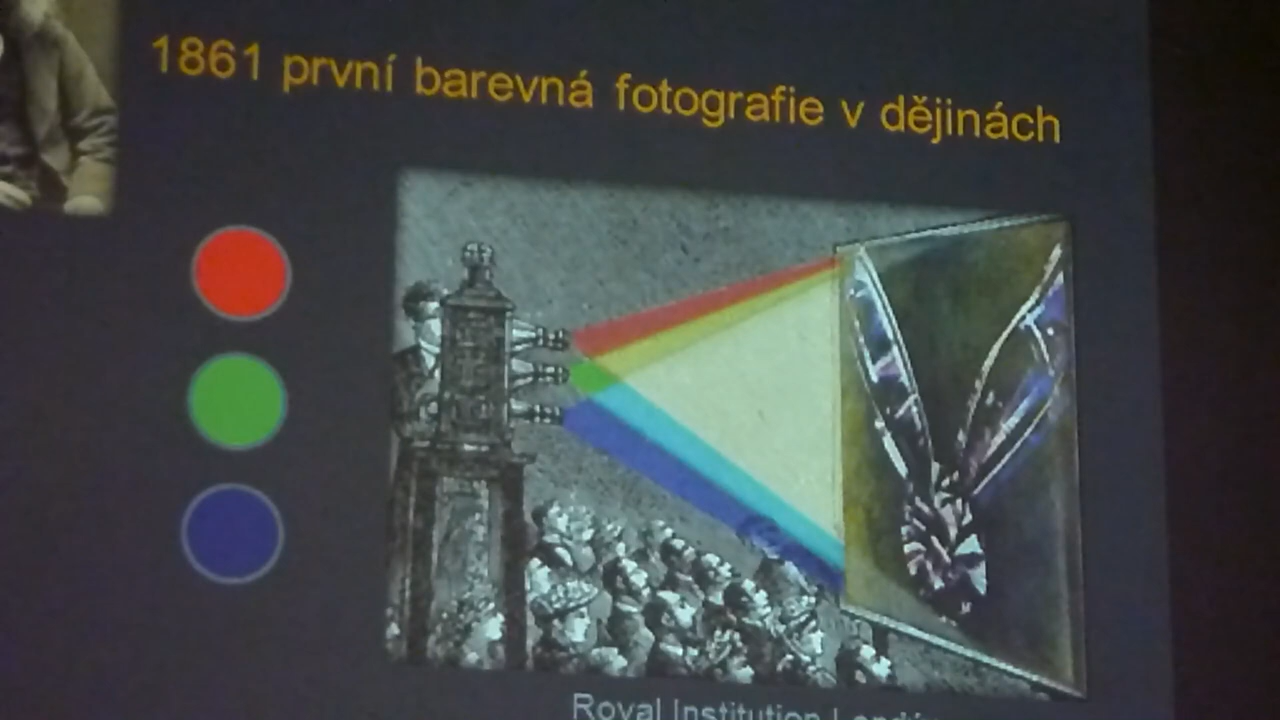 1861 první barevná fotografie v dějinách
Royal Institution